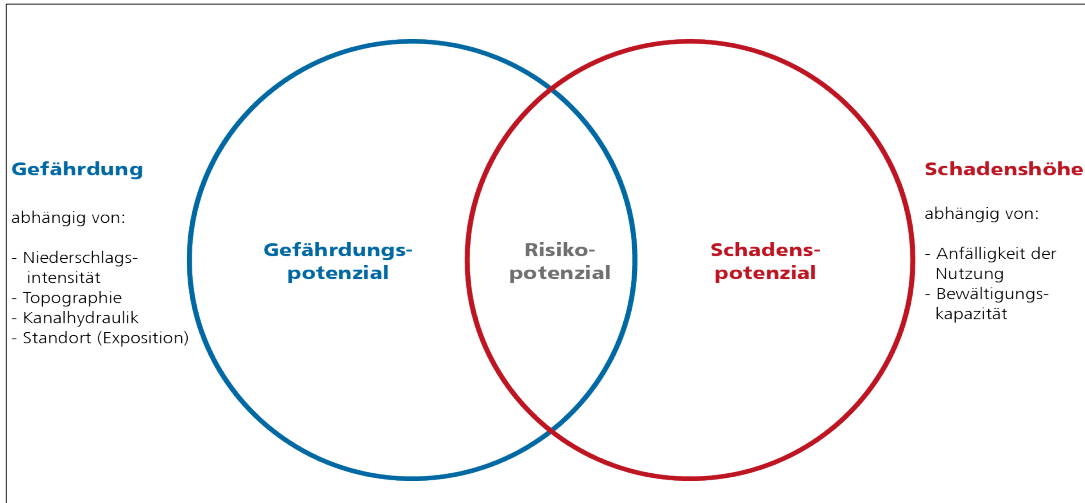 Gefährdung
abhängig von:
- Niederschlags-
intensität
- Topographie
- Kanalhydraulik
- Standort (Exposition)
Gefährdungs-
potenzial
Risiko-
potenzial
Schadens-
potenzial
Schadenshöhe
abhängig von:
- Anfälligkeit der
Nutzung
- Bewältigungs-
kapazität